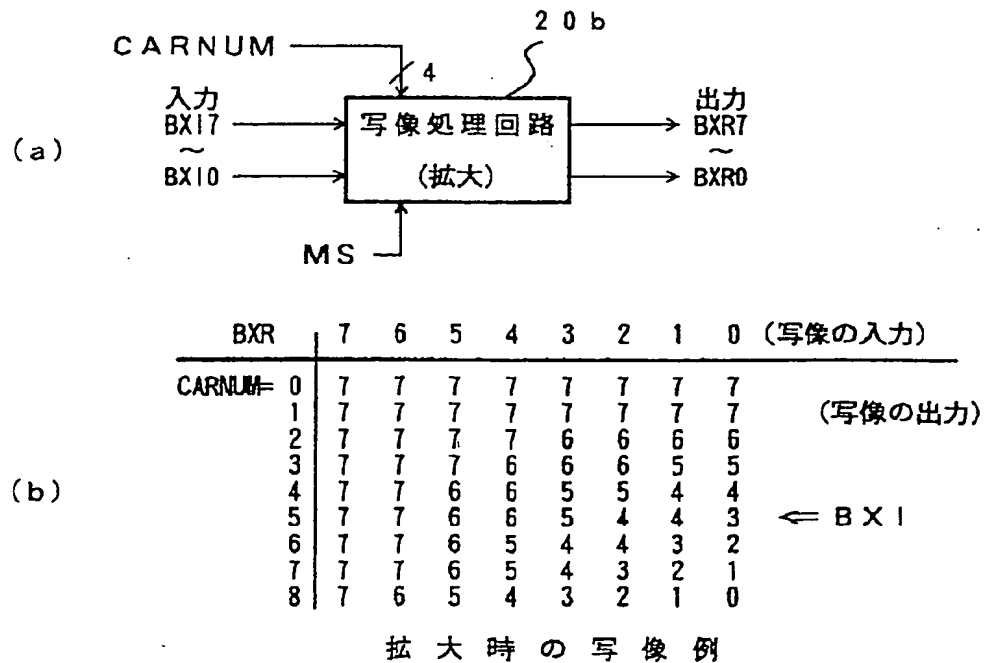 20b
CARNUM
4
入力
BXI7
~
BXI0
写像処理回路
(拡大)
出力
BXR7
~
BXR0
(a)
MS
BXR 7 6 5 4 3 2 1 0 (写像の入力)
CARNUM= 0 7 7 7 7 7 7 7 7
1 7 7 7 7 7 7 7 7 (写像の出力)
2 7 7 7 7 6 6 6 6
3 7 7 7 6 6 6 5 5
(b)
4 7 7 6 6 5 5 4 4
5 7 7 6 6 5 4 4 3 ⇐ BXI
6 7 7 6 5 4 4 3 2
7 7 7 6 5 4 3 2 1
8 7 6 5 4 3 2 1 0
拡大時の写像例